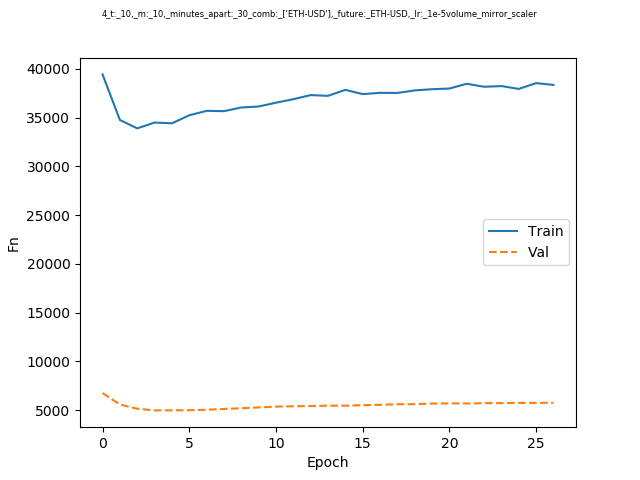 4_t:_10,_m:_10,_minutes_apart:_30_comb:_['ETH-USD'],_future:_ETH-USD,_lr:_1e-5volume_mirror_scaler
40000
35000
30000
25000
20000
15000
10000
5000
Fn
Train
Val
0 5 10 15 20 25
Epoch